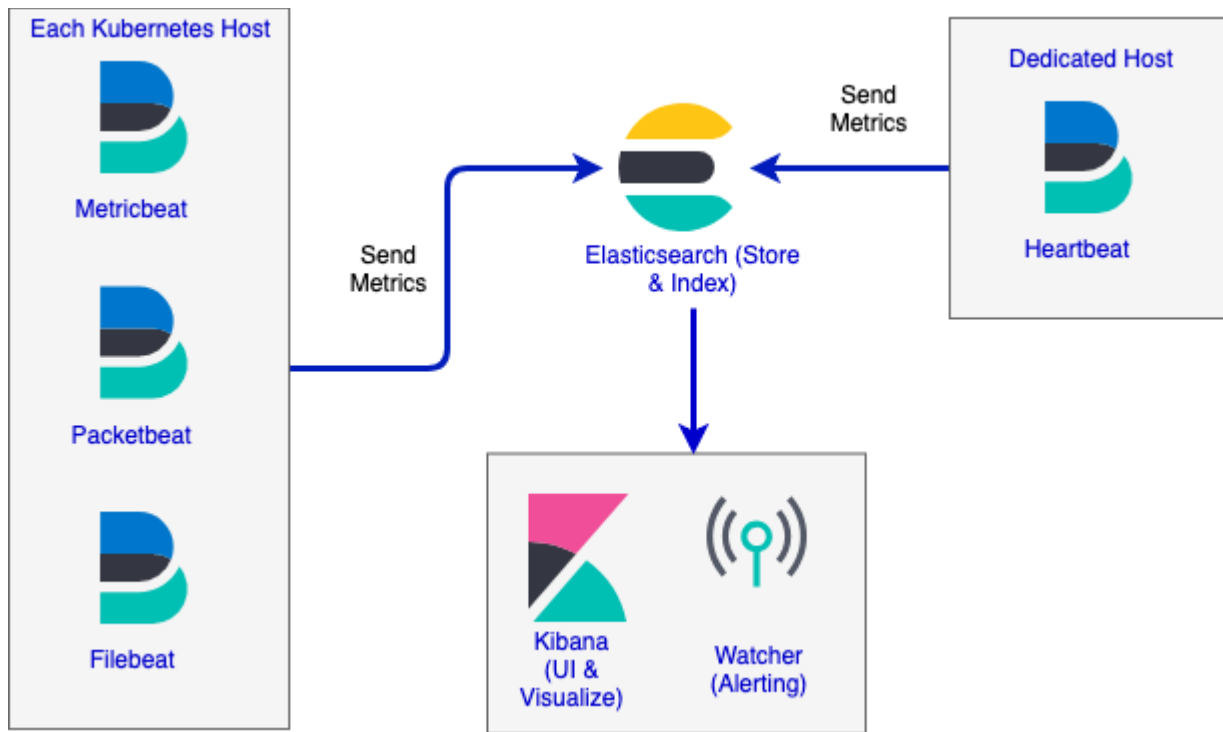 Each Kubernetes Host
Metricbeat
Packetbeat
Filebeat
Send
Metrics
Elasticsearch (Store
& Index)
Send
Metrics
Dedicated Host
Heartbeat
Kibana
(UI &
Visualize)
Watcher
(Alerting)